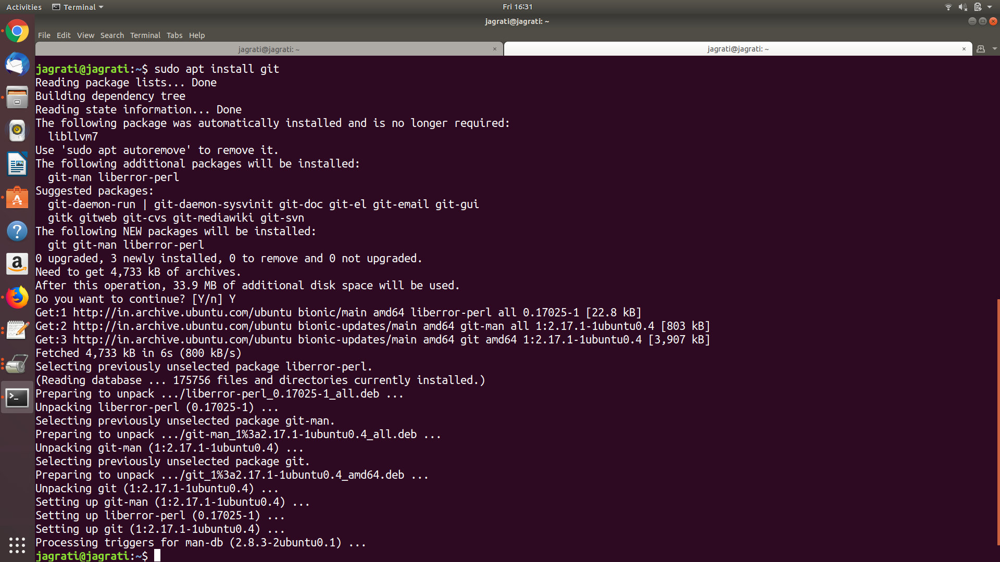 Activities Terminal Fri 16:31
jagrati@jagrati: ~
File Edit View Search Terminal Tabs Help
jagrati@jagrati: ~ × jagrati@jagrati: ~ ×
jagrati@jagrati:~$ sudo apt install git
Reading package lists... Done
Building dependency tree
Reading state information... Done
The following package was automatically installed and is no longer required:
  libllvm7
Use 'sudo apt autoremove' to remove it.
The following additional packages will be installed:
  git-man liberror-perl
Suggested packages:
  git-daemon-run | git-daemon-sysvinit git-doc git-el git-email git-gui
  gitk gitweb git-cvs git-mediawiki git-svn
The following NEW packages will be installed:
  git git-man liberror-perl
0 upgraded, 3 newly installed, 0 to remove and 0 not upgraded.
Need to get 4,733 kB of archives.
After this operation, 33.9 MB of additional disk space will be used.
Do you want to continue? [Y/n] Y
Get:1 http://in.archive.ubuntu.com/ubuntu bionic/main amd64 liberror-perl all 0.17025-1 [22.8 kB]
Get:2 http://in.archive.ubuntu.com/ubuntu bionic-updates/main amd64 git-man all 1:2.17.1-1ubuntu0.4 [803 kB]
Get:3 http://in.archive.ubuntu.com/ubuntu bionic-updates/main amd64 git amd64 1:2.17.1-1ubuntu0.4 [3,907 kB]
Fetched 4,733 kB in 6s (800 kB/s)
Selecting previously unselected package liberror-perl.
(Reading database ... 175756 files and directories currently installed.)
Preparing to unpack .../liberror-perl_0.17025-1_all.deb ...
Unpacking liberror-perl (0.17025-1) ...
Selecting previously unselected package git-man.
Preparing to unpack .../git-man_1%3a2.17.1-1ubuntu0.4_all.deb ...
Unpacking git-man (1:2.17.1-1ubuntu0.4) ...
Selecting previously unselected package git.
Preparing to unpack .../git_1%3a2.17.1-1ubuntu0.4_amd64.deb ...
Unpacking git (1:2.17.1-1ubuntu0.4) ...
Setting up git-man (1:2.17.1-1ubuntu0.4) ...
Setting up liberror-perl (0.17025-1) ...
Setting up git (1:2.17.1-1ubuntu0.4) ...
Processing triggers for man-db (2.8.3-2ubuntu0.1) ...
jagrati@jagrati:~$